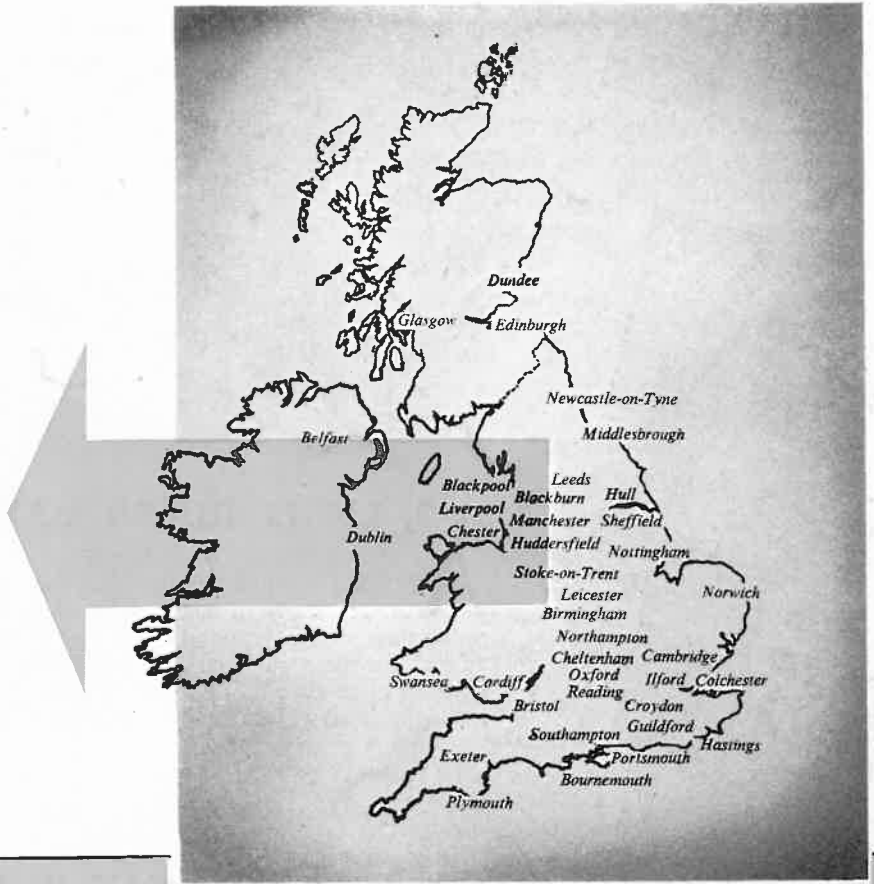 Dundee
Glasgow
Edinburgh
Newcastle-on-Tyne
Middlesbrough
Belfast
Blackpool
Leeds
Blackburn
Hull
Liverpool
Manchester
Sheffield
Chester
Dublin
Huddersfield
Nottingham
Stoke-on-Trent
Leicester
Norwich
Birmingham
Northampton
Cheltenham
Cambridge
Swansea
Cardiff
Oxford
Ilford
Colchester
Reading
Bristol
Croydon
Southampton
Guildford
Hastings
Exeter
Portsmouth
Bournemouth
Plymouth